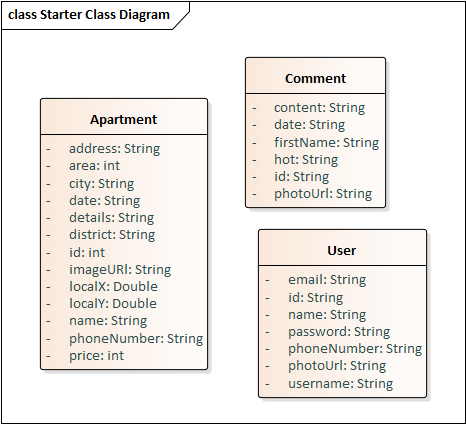 class Starter Class Diagram
Apartment
- address: String
- area: int
- city: String
- date: String
- details: String
- district: String
- id: int
- imageURl: String
- localX: Double
- localY: Double
- name: String
- phoneNumber: String
- price: int
Comment
- content: String
- date: String
- firstName: String
- hot: String
- id: String
- photoUrl: String
User
- email: String
- id: String
- name: String
- password: String
- phoneNumber: String
- photoUrl: String
- username: String